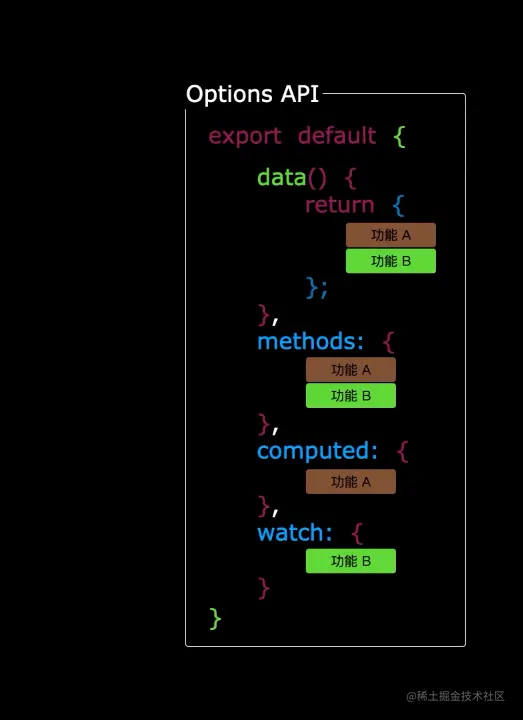 Options API
export default {
data() {
return {
功能 A
功能 B
};
},
methods: {
功能 A
功能 B
},
computed: {
功能 A
},
watch: {
功能 B
}
}
@稀土掘金技术社区